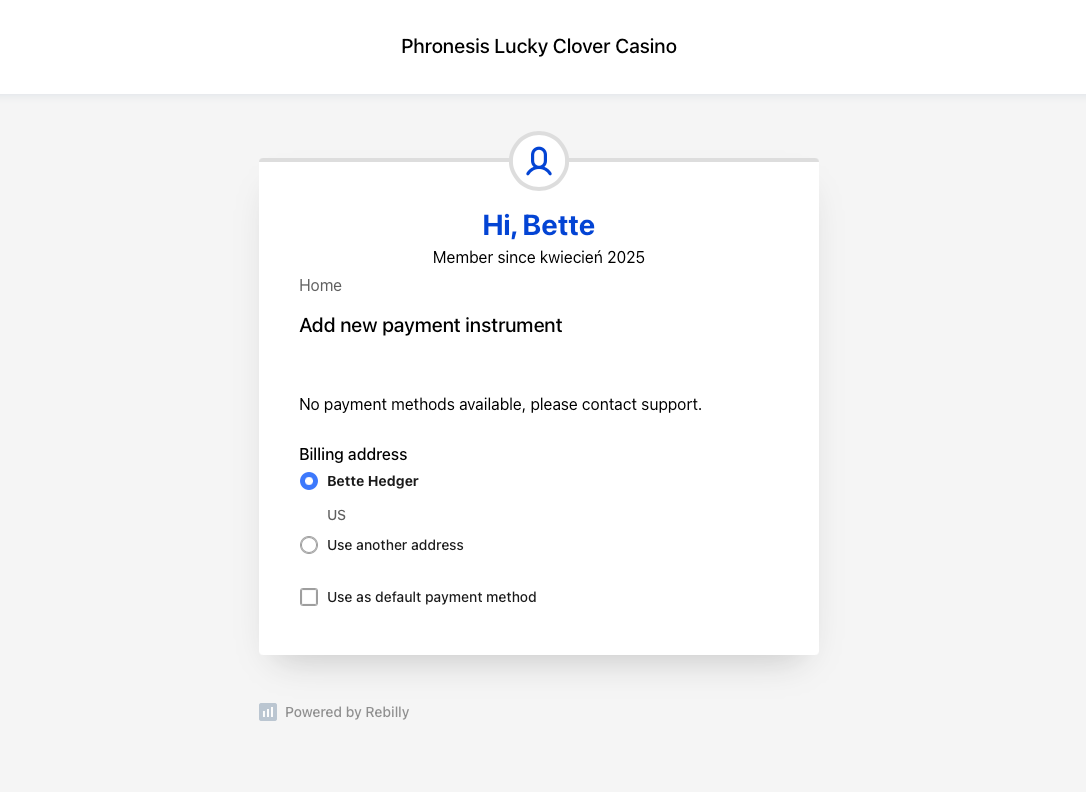 Phronesis Lucky Clover Casino
Hi, Bette
Member since kwiecień 2025
Home
Add new payment instrument
No payment methods available, please contact support.
Billing address
Bette Hedger
US
Use another address
Use as default payment method
Powered by Rebilly